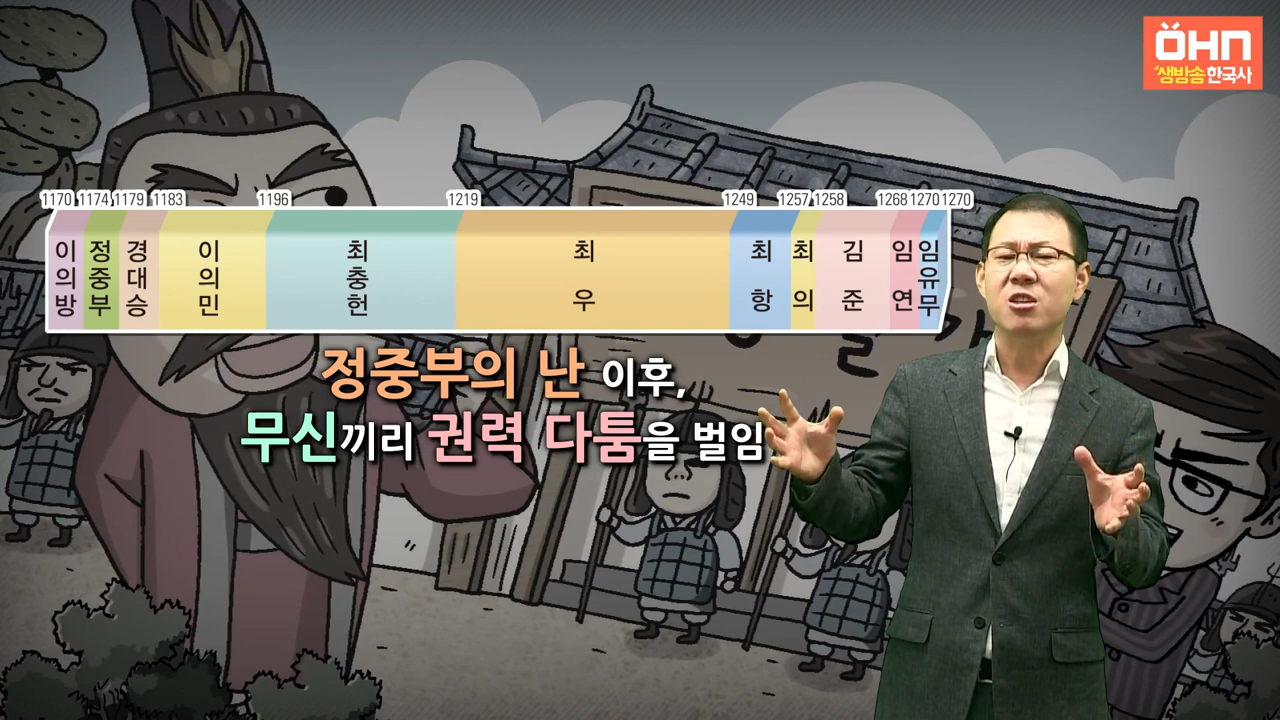 ÖHN
생방송한국사
1170 1174 1179 1183 1196 1219 1249 1257 1258 1268 1270 1270
이의방 정중부 경대승 이의민 최충헌 최우 최항 최의 김준 임연 임유무
정중부의 난 이후,
무신끼리 권력 다툼을 벌임